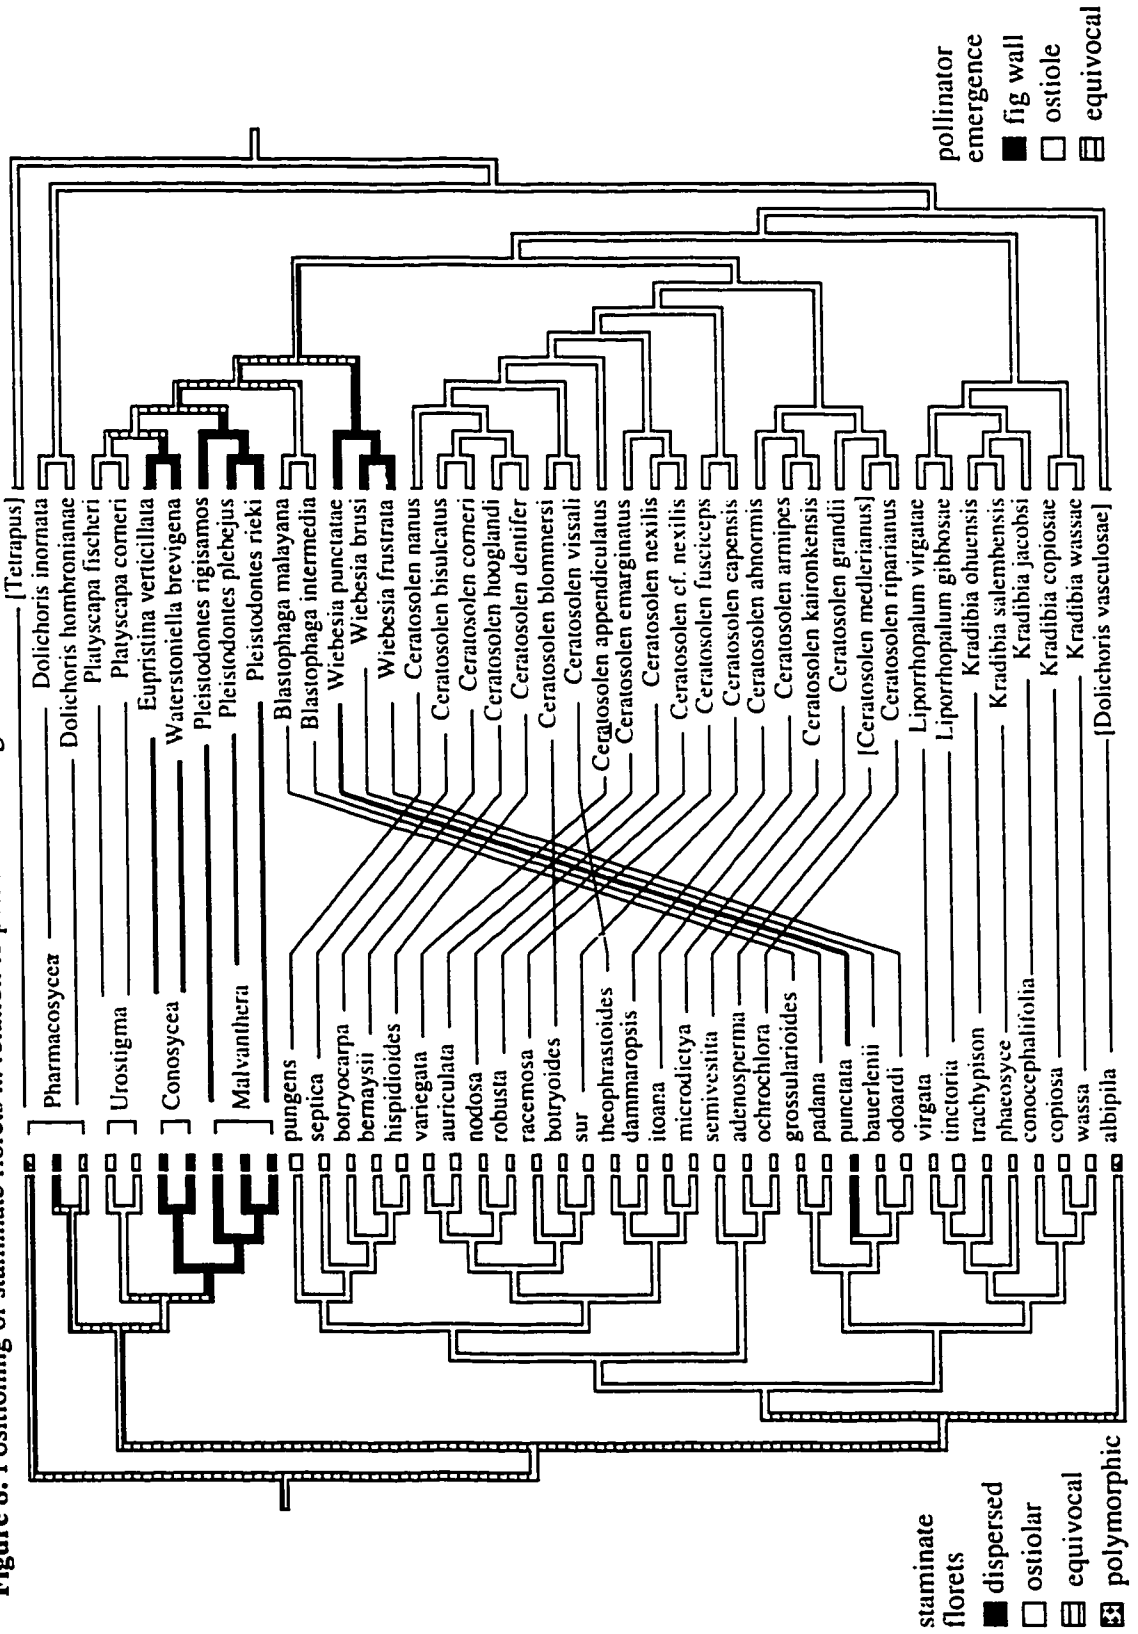 Figure 8. Positioning of staminate florets in relation to
[Tetrapus]
Dolichoris inornata
Dolichoris hombronianae
Platyscapa fischeri
Platyscapa corneri
Eupristina verticillata
Waterstoniella brevigena
Pleistodontes rigisamos
Pleistodontes plebejus
Pleistodontes rieki
Blastophaga malayana
Blastophaga intermedia
Wiebesia punctatae
Wiebesia brusi
Wiebesia frustrata
Ceratosolen nanus
Ceratosolen bisulcatus
Ceratosolen corneri
Ceratosolen hooglandi
Ceratosolen dentifer
Ceratosolen blommersi
Ceratosolen vissali
Ceratosolen appendiculatus
Ceratosolen emarginatus
Ceratosolen nexilis
Ceratosolen cf. nexilis
Ceratosolen fusciceps
Ceratosolen capensis
Ceratosolen abnormis
Ceratosolen armipes
Ceratosolen kaironkensis
Ceratosolen grandii
[Ceratosolen medlerianus]
Ceratosolen riparianus
Liporrhopalum virgatae
Liporrhopalum gibbosae
Kradibia ohuensis
Kradibia salembensis
Kradibia jacobsi
Kradibia copiosae
Kradibia wassae
[Dolichoris vasculosae]
Pharmacosycea
Urostigma
Conosycea
Malvanthera
pungens
septica
botryocarpa
bernaysii
hispidioides
variegata
auriculata
nodosa
robusta
racemosa
botryoides
sur
theophrastoides
dammaropsis
itoana
microdictya
semivestita
adenosperma
ochrochlora
grossularioides
padana
punctata
bauerlenii
odoardi
virgata
tinctoria
trachypison
phaeosyce
conocephalifolia
copiosa
wassa
albipila
pollinator
emergence
fig wall
ostiole
equivocal
staminate
florets
dispersed
ostiolar
equivocal
polymorphic